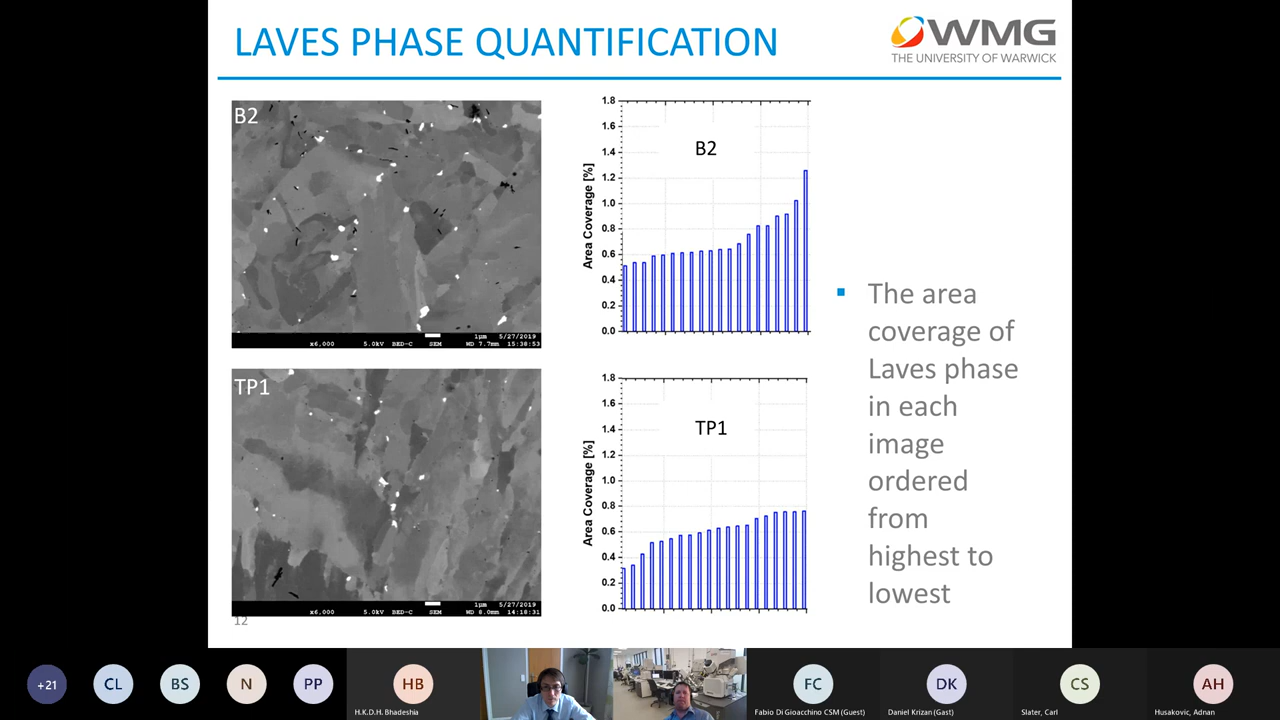 LAVES PHASE QUANTIFICATION
WMG
THE UNIVERSITY OF WARWICK
B2
1μm 5/27/2019
x6,000 5.0kV BED-C SEM WD 7.7mm 15:38:53
1.8
1.6
1.4
1.2
1.0
0.8
0.6
0.4
0.2
0.0
Area Coverage [%]
B2
TP1
1μm 5/27/2019
x6,000 5.0kV BED-C SEM WD 8.0mm 14:18:31
1.8
1.6
1.4
1.2
1.0
0.8
0.6
0.4
0.2
0.0
Area Coverage [%]
TP1
The area
coverage of
Laves phase
in each
image
ordered
from
highest to
lowest
12
+21
CL
BS
N
PP
HB
H.K.D.H. Bhadeshia
FC
Fabio Di Gioacchino CSM (Guest)
DK
Daniel Krizan (Gast)
CS
Slater, Carl
AH
Husakovic, Adnan